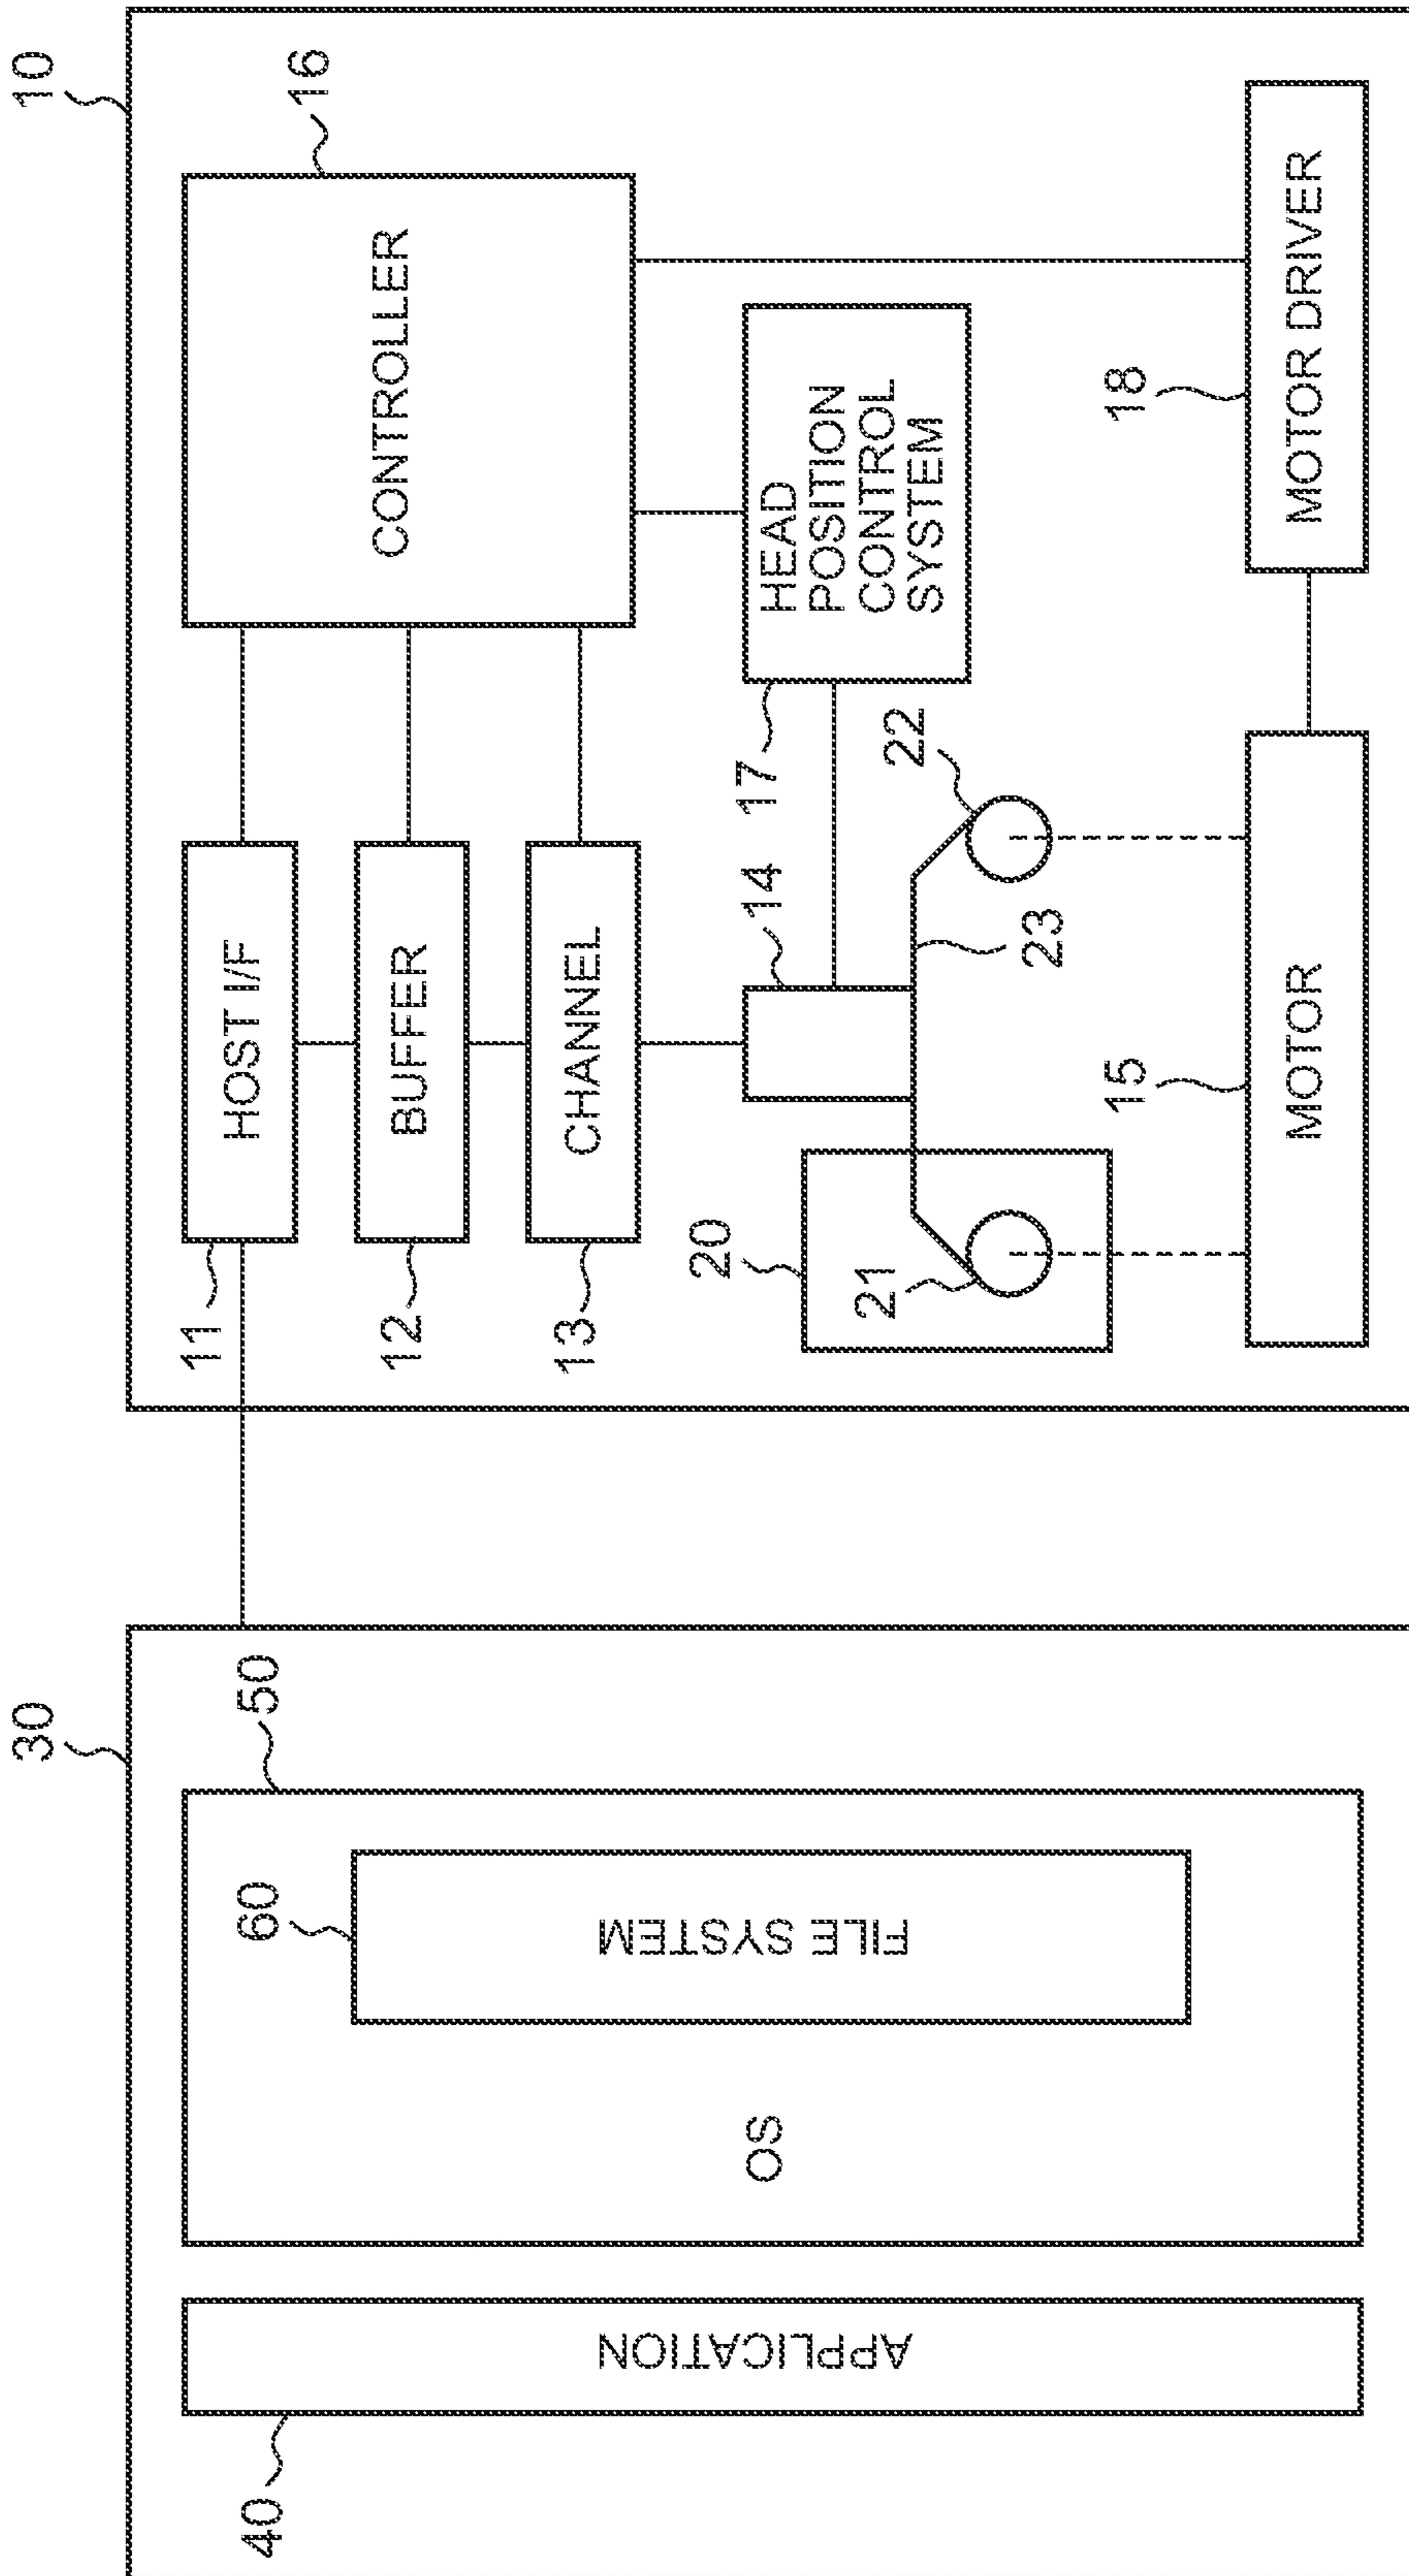 30
40
APPLICATION
OS
50
60
FILE SYSTEM
10
11
HOST I/F
12
BUFFER
13
CHANNEL
16
CONTROLLER
14
17
HEAD
POSITION
CONTROL
SYSTEM
20
21
22
23
15
MOTOR
18
MOTOR DRIVER